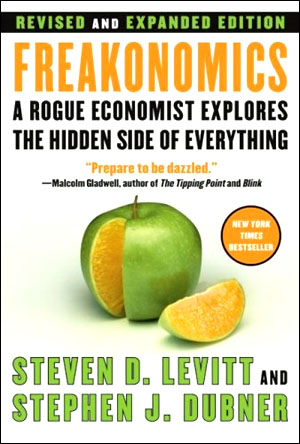 REVISED AND EXPANDED EDITION
FREAKONOMICS
A ROGUE ECONOMIST EXPLORES
THE HIDDEN SIDE OF EVERYTHING
“Prepare to be dazzled.”
—Malcolm Gladwell, author of The Tipping Point and Blink
NEW YORK
TIMES
BESTSELLER
STEVEN D. LEVITT AND
STEPHEN J. DUBNER